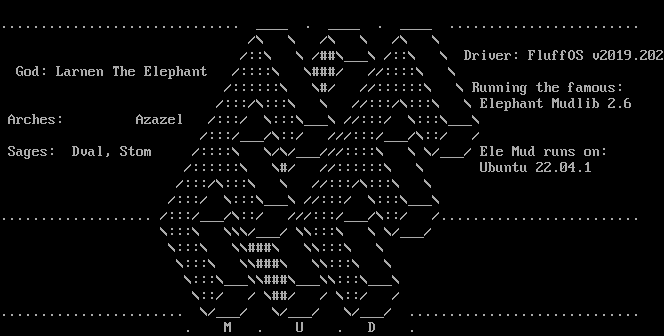 Driver: FluffOS v2019.202
God: Larnen The Elephant
Running the famous:
Elephant Mudlib 2.6
Arches: Azazel
Sages: Dval, Stom
Ele Mud runs on:
Ubuntu 22.04.1
. M . U . D .